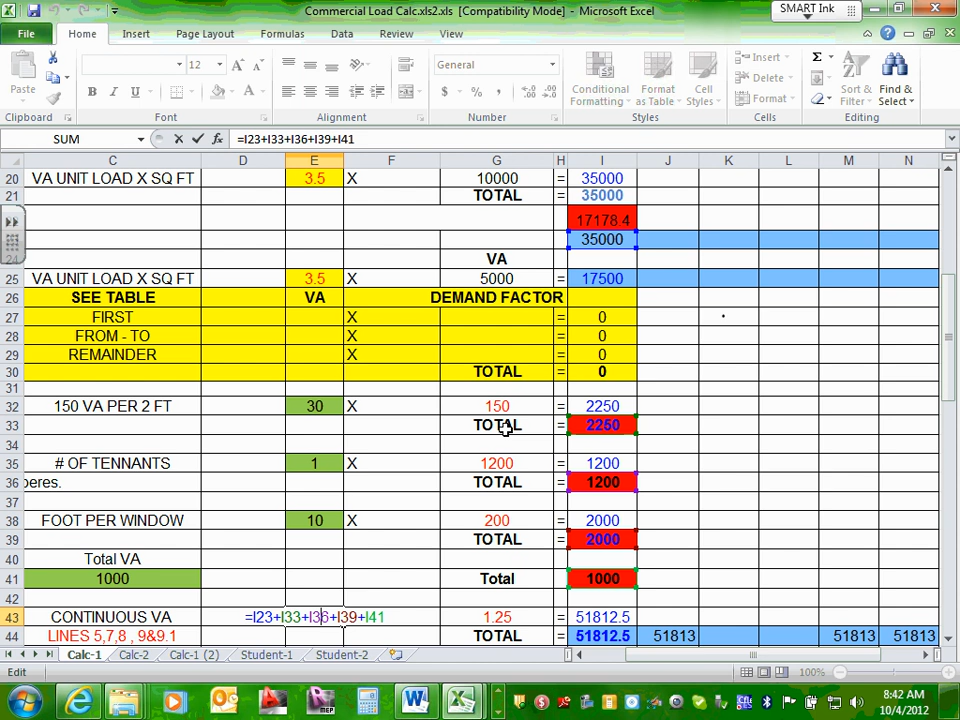 Commercial Load Calc.xls2.xls [Compatibility Mode] - Microsoft Excel
SMART Ink
File Home Insert Page Layout Formulas Data Review View
Paste
12 A A
B I U
General
$ % ,
Conditional Formatting
Format as Table
Cell Styles
Insert
Delete
Format
Σ
Sort & Filter
Find & Select
Clipboard Font Alignment Number Styles Cells Editing
SUM fx =I23+I33+I36+I39+I41
C D E F G H I J K L M N
20 VA UNIT LOAD X SQ FT 3.5 X 10000 = 35000
21 TOTAL = 35000
17178.4
35000
24 VA
25 VA UNIT LOAD X SQ FT 3.5 X 5000 = 17500
26 SEE TABLE VA DEMAND FACTOR
27 FIRST X = 0
28 FROM - TO X = 0
29 REMAINDER X = 0
30 TOTAL = 0
31
32 150 VA PER 2 FT 30 X 150 = 2250
33 TOTAL = 2250
34
35 # OF TENNANTS 1 X 1200 = 1200
36 peres. TOTAL = 1200
37
38 FOOT PER WINDOW 10 X 200 = 2000
39 TOTAL = 2000
40 Total VA
41 1000 Total 1000
42
43 CONTINUOUS VA =I23+I33+I36+I39+I41 1.25 = 51812.5
44 LINES 5,7,8 , 9&9.1 TOTAL = 51812.5 51813 51813 51813
Calc-1 Calc-2 Calc-1 (2) Student-1 Student-2
Edit 100%
8:42 AM
10/4/2012